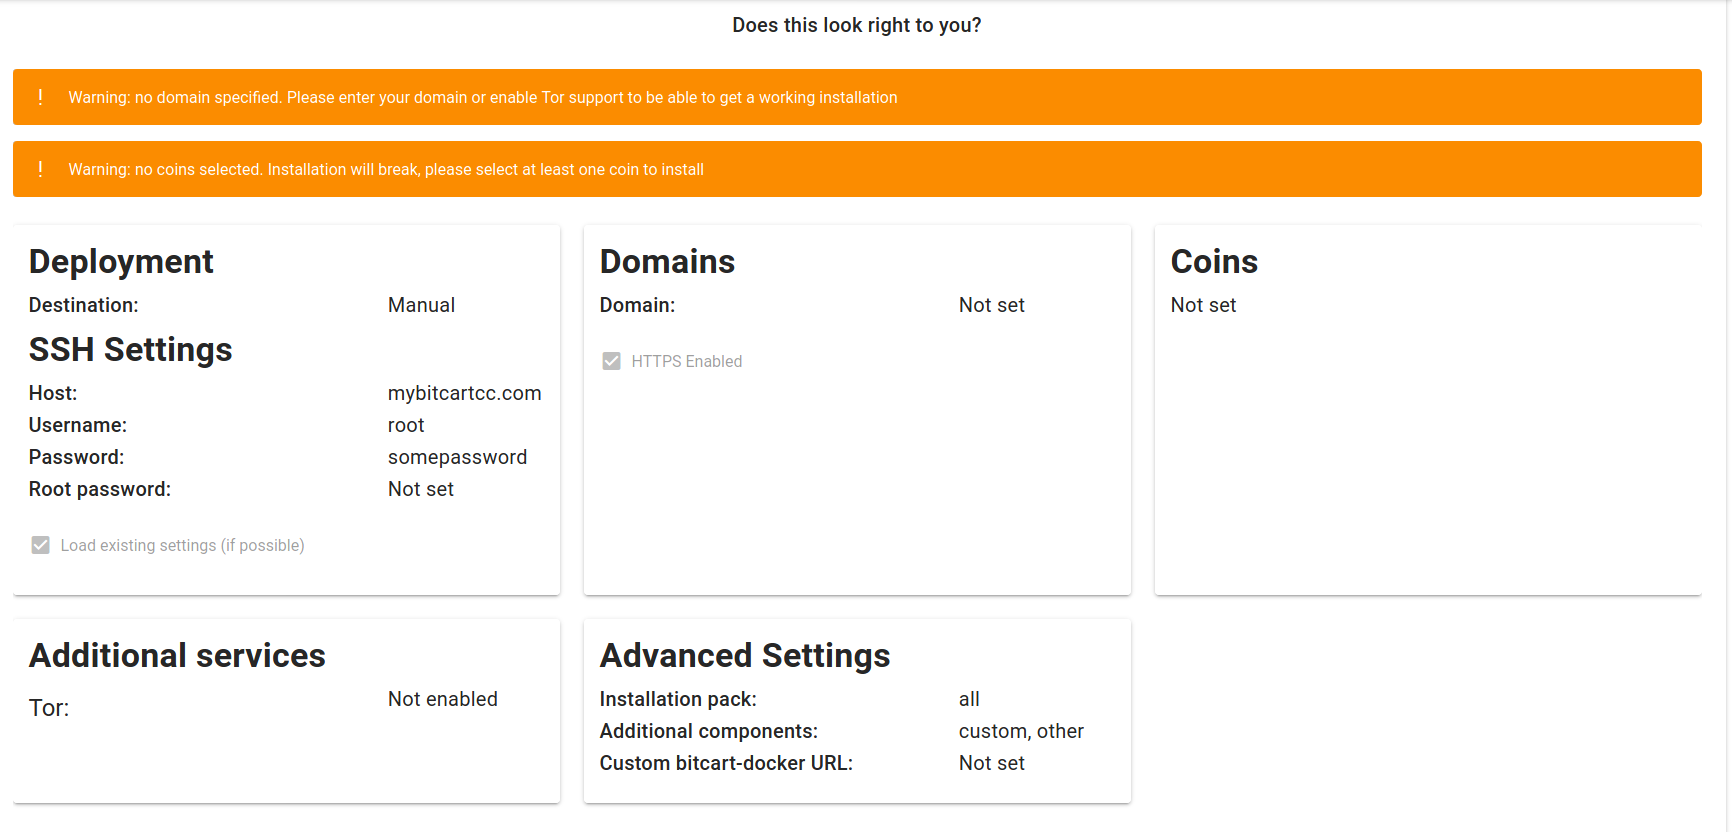 Does this look right to you?
! Warning: no domain specified. Please enter your domain or enable Tor support to be able to get a working installation
! Warning: no coins selected. Installation will break, please select at least one coin to install
Deployment
Destination: Manual
SSH Settings
Host: mybitcartcc.com
Username: root
Password: somepassword
Root password: Not set
Load existing settings (if possible)
Domains
Domain: Not set
HTTPS Enabled
Coins
Not set
Additional services
Tor: Not enabled
Advanced Settings
Installation pack: all
Additional components: custom, other
Custom bitcart-docker URL: Not set